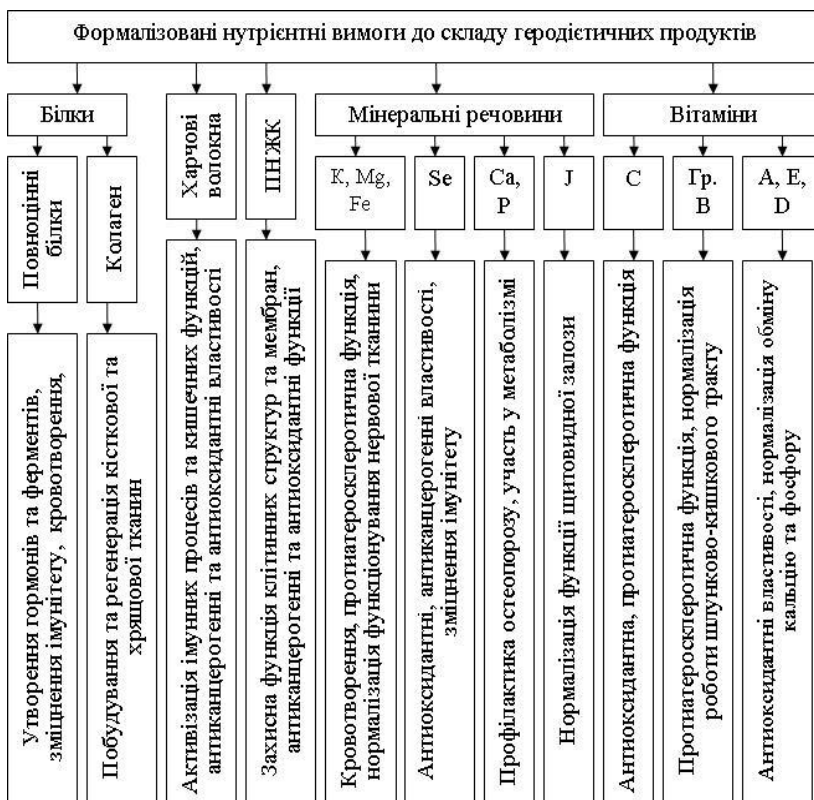 Формалізовані нутрієнтні вимоги до складу геродієтичних продуктів
Білки
Харчові
волокна
ПНЖК
Мінеральні речовини
Вітаміни
Повноцінні
білки
Колаген
K, Mg,
Fe
Se
Ca,
P
J
C
Гр.
B
A, E,
D
Утворення гормонів та ферментів,
зміцнення імунітету, кровотворення,
Побудування та регенерація кісткової та
хрящової тканин
Активізація імунних процесів та кишечних функцій,
антиканцерогенні та антиоксидантні властивості
Захисна функція клітинних структур та мембран,
антиканцерогенні та антиоксидантні функції
Кровотворення, протиатеросклеротична функція,
нормалізація функціонування нервової тканини
Антиоксидантні, антиканцерогенні властивості,
зміцнення імунітету
Профілактика остеопорозу, участь у метаболізмі
Нормалізація функції щитовидної залози
Антиоксидантна, протиатеросклеротична функція
Протиатеросклеротична функція, нормалізація
роботи шлунково-кишкового тракту
Антиоксидантні властивості, нормалізація обміну
кальцію та фосфору